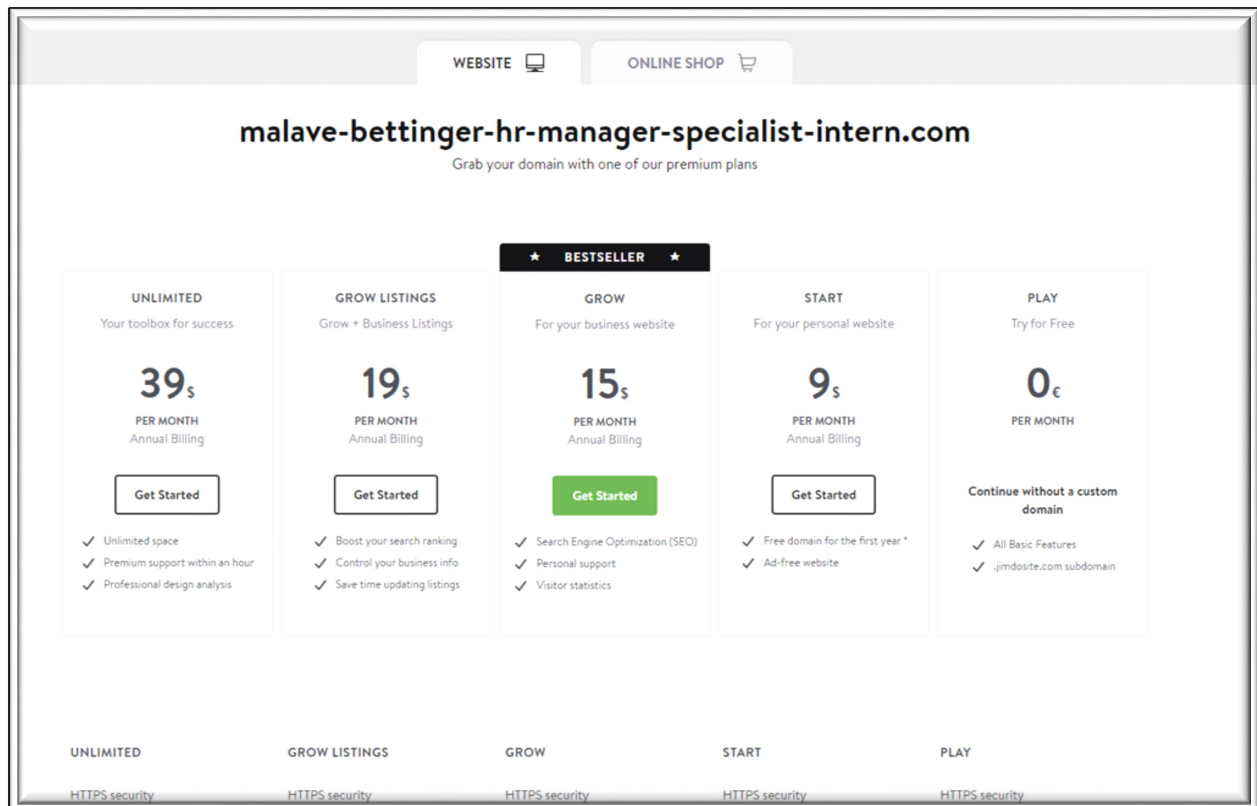 WEBSITE
ONLINE SHOP
malave-bettinger-hr-manager-specialist-intern.com
Grab your domain with one of our premium plans
UNLIMITED
Your toolbox for success
39$
PER MONTH
Annual Billing
Get Started
Unlimited space
Premium support within an hour
Professional design analysis
GROW LISTINGS
Grow + Business Listings
19$
PER MONTH
Annual Billing
Get Started
Boost your search ranking
Control your business info
Save time updating listings
BESTSELLER
GROW
For your business website
15$
PER MONTH
Annual Billing
Get Started
Search Engine Optimization (SEO)
Personal support
Visitor statistics
START
For your personal website
9$
PER MONTH
Annual Billing
Get Started
Free domain for the first year *
Ad-free website
PLAY
Try for Free
0€
PER MONTH
Continue without a custom
domain
All Basic Features
.jimdosite.com subdomain
UNLIMITED
GROW LISTINGS
GROW
START
PLAY
HTTPS security
HTTPS security
HTTPS security
HTTPS security
HTTPS security